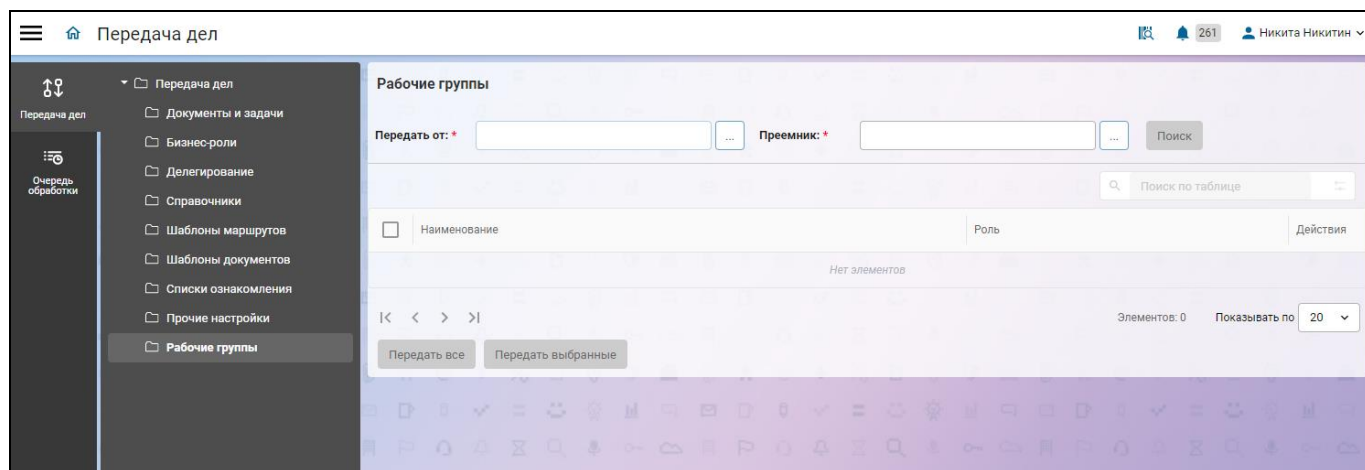 Передача дел
261
Никита Никитин
Передача дел
Очередь
обработки
Передача дел
Документы и задачи
Бизнес-роли
Делегирование
Справочники
Шаблоны маршрутов
Шаблоны документов
Списки ознакомления
Прочие настройки
Рабочие группы
Рабочие группы
Передать от: * ... Преемник: * ... Поиск
Поиск по таблице
Наименование Роль Действия
Нет элементов
Элементов: 0 Показывать по 20
Передать все Передать выбранные